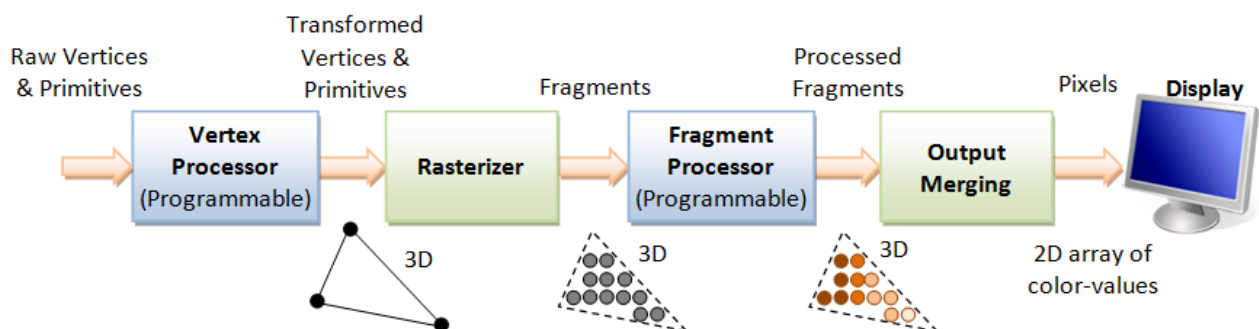 Raw Vertices
& Primitives
Transformed
Vertices &
Primitives
Fragments
Processed
Fragments
Pixels
Display
Vertex
Processor
(Programmable)
Rasterizer
Fragment
Processor
(Programmable)
Output
Merging
3D
3D
3D
2D array of
color-values